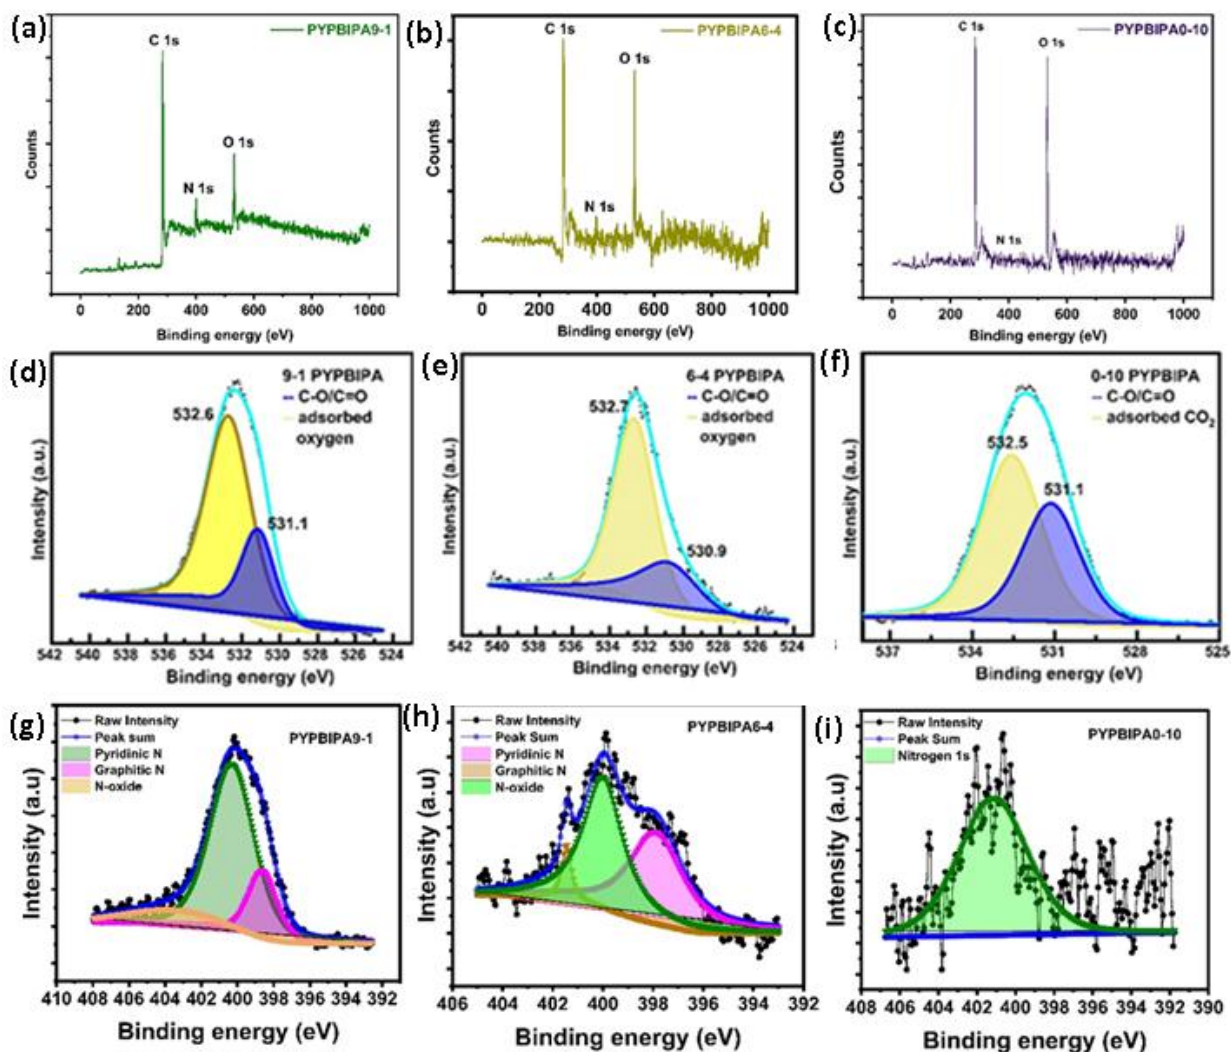 (a)
PYPBIPA9-1
C 1s
O 1s
N 1s
Counts
0 200 400 600 800 1000
Binding energy (eV)
(b)
PYPBIPA6-4
C 1s
O 1s
N 1s
Counts
0 200 400 600 800 1000
Binding energy (eV)
(c)
PYPBIPA0-10
C 1s
O 1s
N 1s
Counts
0 200 400 600 800 1000
Binding energy (eV)
(d)
9-1 PYPBIPA
C-O/C=O
adsorbed
oxygen
532.6
531.1
Intensity (a.u.)
542 540 538 536 534 532 530 528 526 524
Binding energy (eV)
(e)
6-4 PYPBIPA
C-O/C=O
adsorbed
oxygen
532.7
530.9
Intensity (a.u.)
542 540 538 536 534 532 530 528 526 524
Binding energy (eV)
(f)
0-10 PYPBIPA
C-O/C=O
adsorbed CO₂
532.5
531.1
Intensity (a.u.)
537 534 531 528 525
Binding energy (eV)
(g)
Raw Intensity
Peak sum
Pyridinic N
Graphitic N
N-oxide
PYPBIPA9-1
Intensity (a.u)
410 408 406 404 402 400 398 396 394 392
Binding energy (eV)
(h)
Raw Intensity
Peak sum
Pyridinic N
Graphitic N
N-oxide
PYPBIPA6-4
Intensity (a.u)
406 404 402 400 398 396 394 392
Binding energy (eV)
(i)
Raw Intensity
Peak Sum
Nitrogen 1s
PYPBIPA0-10
Intensity (a.u)
408 406 404 402 400 398 396 394 392 390
Binding energy (eV)